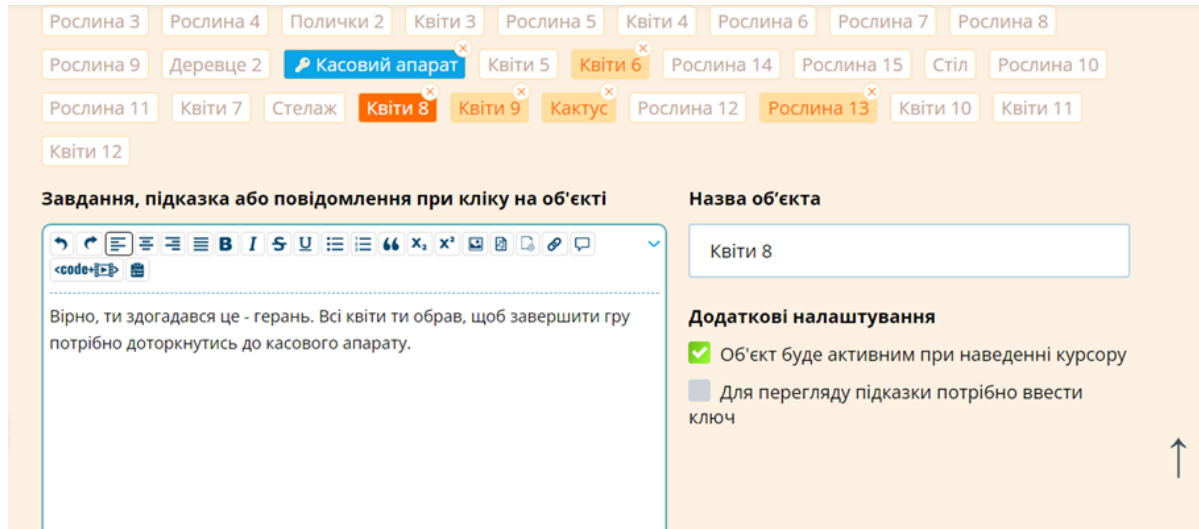 Рослина 3 Рослина 4 Полички 2 Квіти 3 Рослина 5 Квіти 4 Рослина 6 Рослина 7 Рослина 8
Рослина 9 Деревце 2 Касовий апарат Квіти 5 Квіти 6 Рослина 14 Рослина 15 Стіл Рослина 10
Рослина 11 Квіти 7 Стелаж Квіти 8 Квіти 9 Кактус Рослина 12 Рослина 13 Квіти 10 Квіти 11
Квіти 12
Завдання, підказка або повідомлення при кліку на об'єкті
B I S U X₂ X²
<code+
Вірно, ти здогадався це - герань. Всі квіти ти обрав, щоб завершити гру
потрібно доторкнутись до касового апарату.
Назва об’єкта
Квіти 8
Додаткові налаштування
Об'єкт буде активним при наведенні курсору
Для перегляду підказки потрібно ввести
ключ